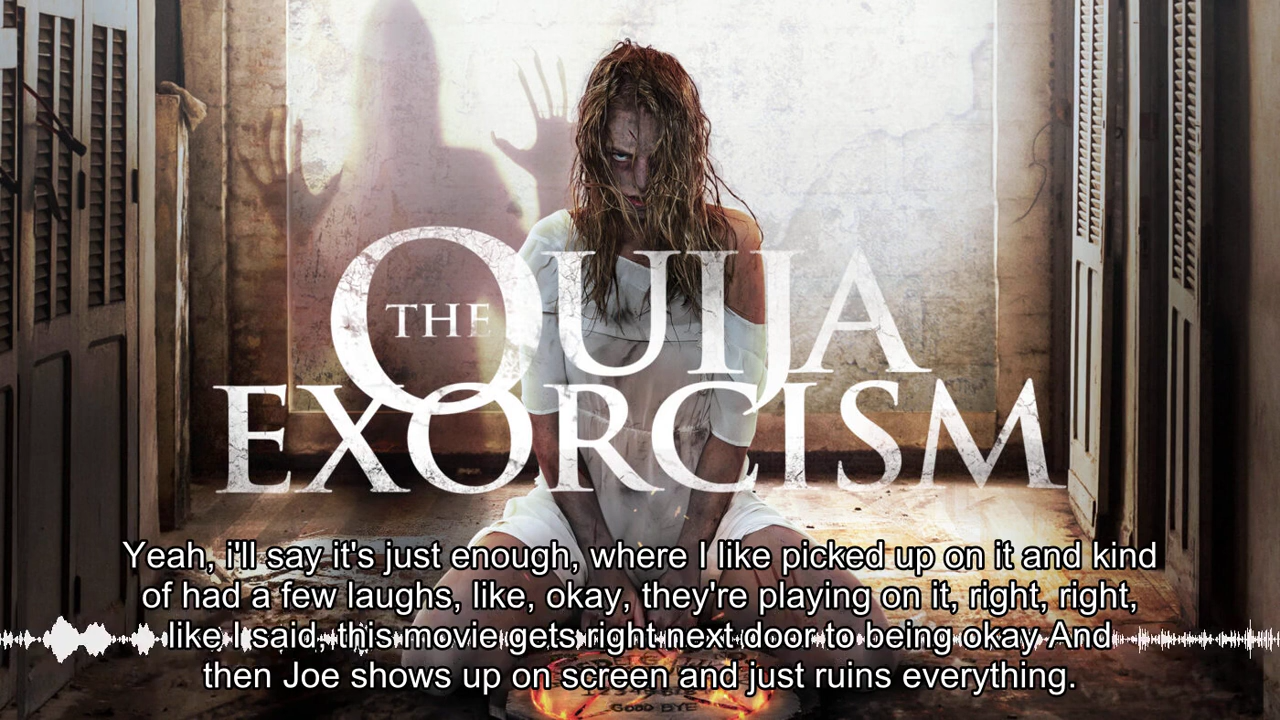 THE OUIJA
EXORCISM
Yeah, i'll say it's just enough, where I like picked up on it and kind
of had a few laughs, like, okay, they're playing on it, right, right,
like I said, this movie gets right next door to being okay And
then Joe shows up on screen and just ruins everything.
GOOD BYE